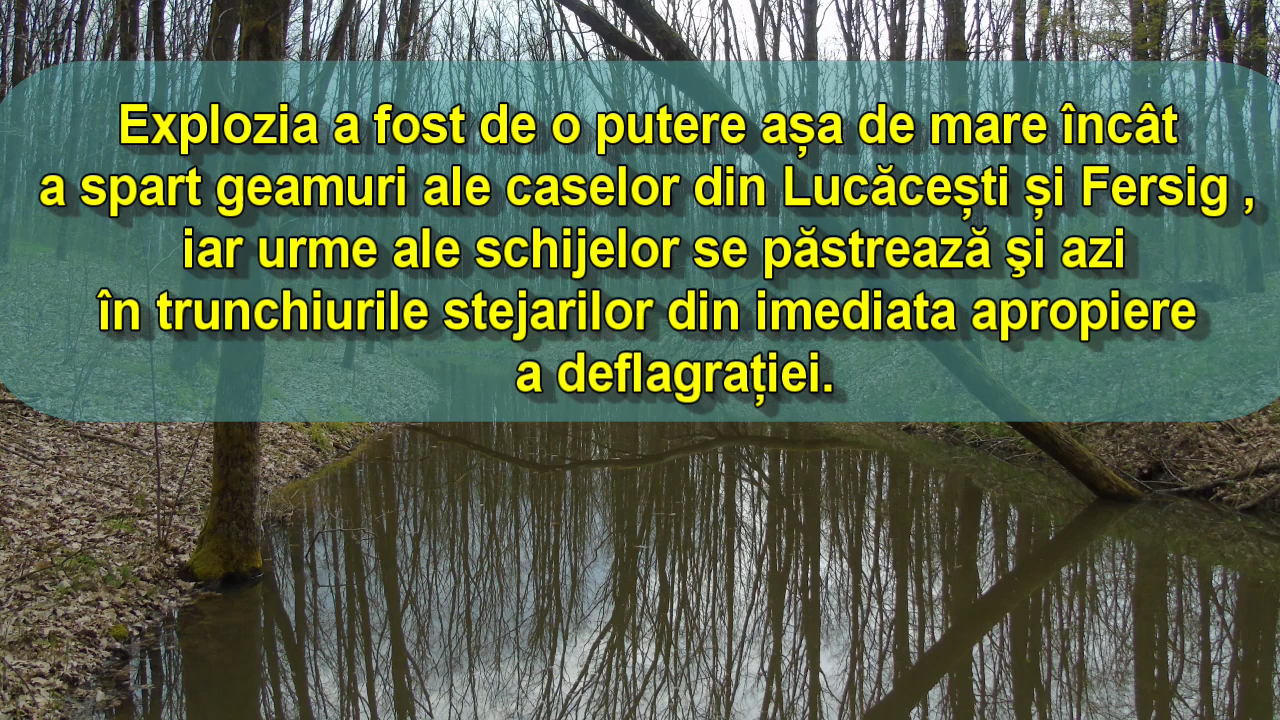 Explozia a fost de o putere așa de mare încât
a spart geamuri ale caselor din Lucăcești și Fersig ,
iar urme ale schijelor se păstrează şi azi
în trunchiurile stejarilor din imediata apropiere
a deflagrației.